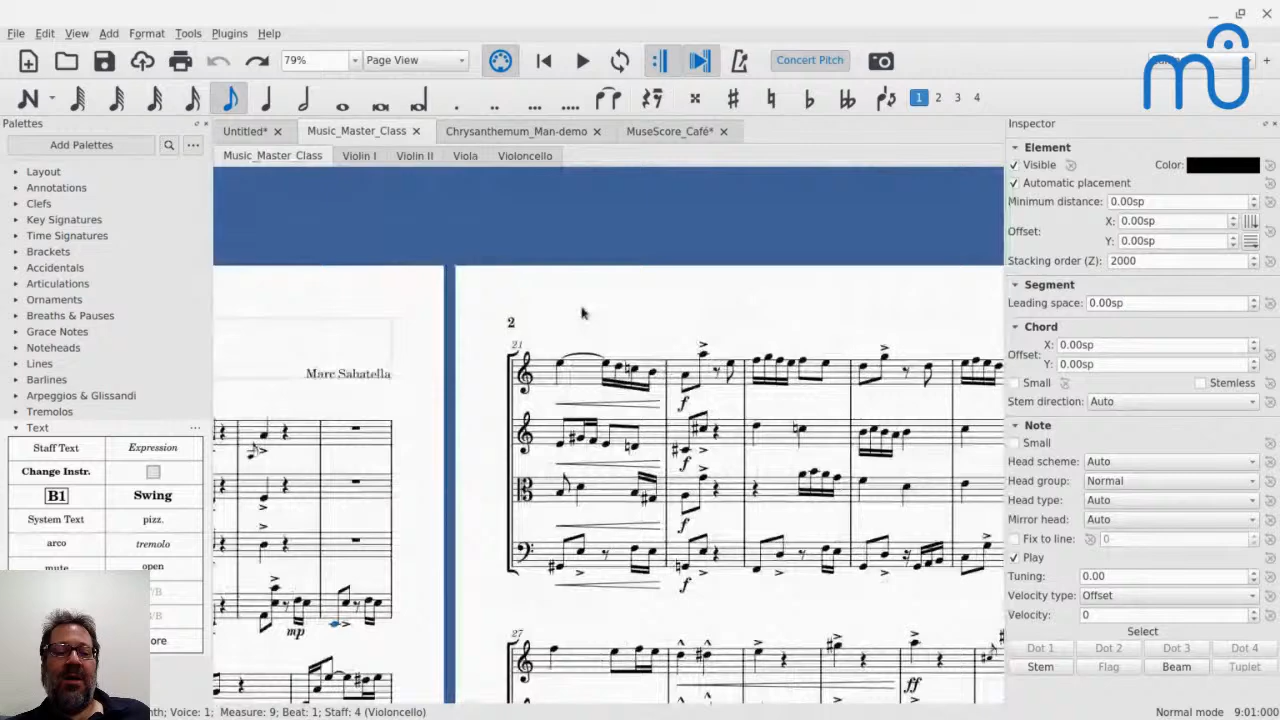 File Edit View Add Format Tools Plugins Help
79% Page View Concert Pitch
1 2 3 4
Palettes
Untitled* Music_Master_Class Chrysanthemum_Man-demo MuseScore_Café*
Music_Master_Class Violin I Violin II Viola Violoncello
Add Palettes
Layout
Annotations
Clefs
Key Signatures
Time Signatures
Brackets
Accidentals
Articulations
Ornaments
Breaths & Pauses
Grace Notes
Noteheads
Lines
Barlines
Arpeggios & Glissandi
Tremolos
Text
Staff Text Expression
Change Instr.
B1 Swing
System Text pizz.
arco tremolo
mute open
Marc Sabatella
mp
2
21
f
f
f
f
27
ff
Inspector
Element
Visible Color:
Automatic placement
Minimum distance: 0.00sp
Offset: X: 0.00sp
Y: 0.00sp
Stacking order (Z): 2000
Segment
Leading space: 0.00sp
Chord
Offset: X: 0.00sp
Y: 0.00sp
Small Stemless
Stem direction: Auto
Note
Small
Head scheme: Auto
Head group: Normal
Head type: Auto
Mirror head: Auto
Fix to line: 0
Play
Tuning: 0.00
Velocity type: Offset
Velocity: 0
Select
Dot 1 Dot 2 Dot 3 Dot 4
Stem Flag Beam Tuplet
Voice: 1; Measure: 9; Beat: 1; Staff: 4 (Violoncello)
Normal mode 9:01:000